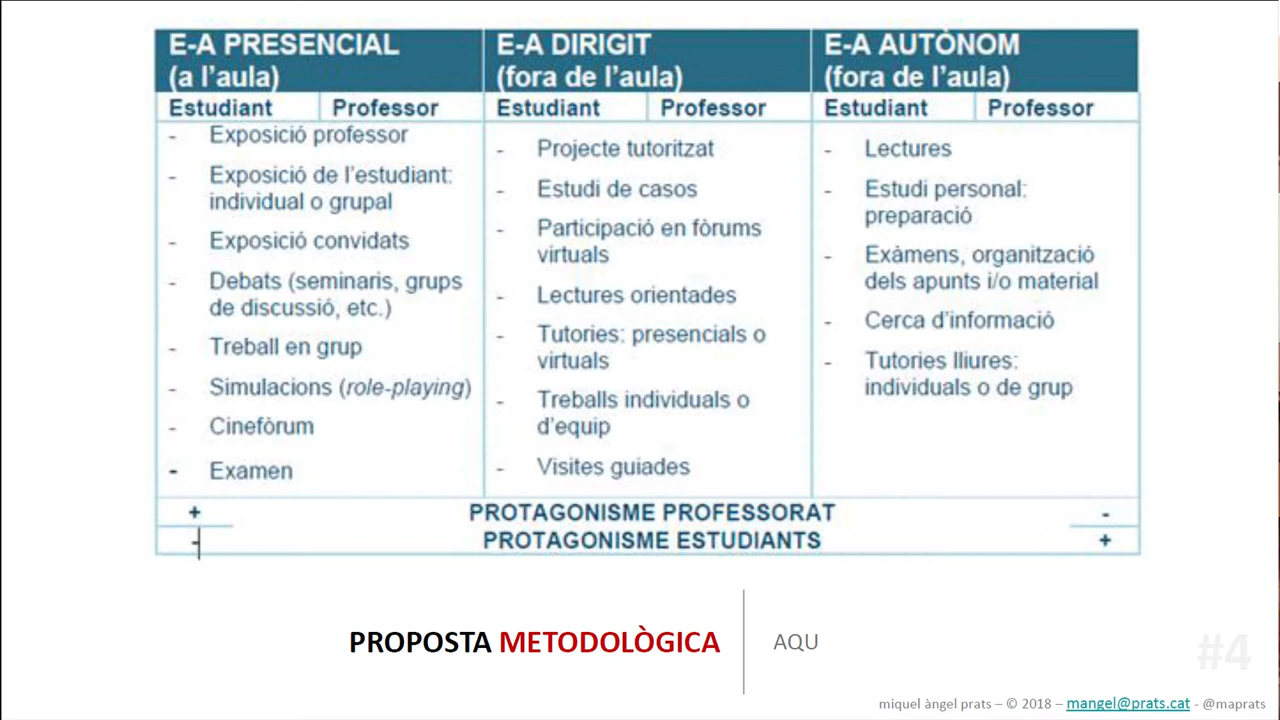 E-A PRESENCIAL
(a l'aula)
Estudiant Professor
- Exposició professor
- Exposició de l'estudiant:
individual o grupal
- Exposició convidats
- Debats (seminaris, grups
de discussió, etc.)
- Treball en grup
- Simulacions (role-playing)
- Cinefòrum
- Examen
E-A DIRIGIT
(fora de l'aula)
Estudiant Professor
- Projecte tutoritzat
- Estudi de casos
- Participació en fòrums
virtuals
- Lectures orientades
- Tutories: presencials o
virtuals
- Treballs individuals o
d'equip
- Visites guiades
E-A AUTÒNOM
(fora de l'aula)
Estudiant Professor
- Lectures
- Estudi personal:
preparació
- Exàmens, organització
dels apunts i/o material
- Cerca d'informació
- Tutories lliures:
individuals o de grup
+ PROTAGONISME PROFESSORAT -
- PROTAGONISME ESTUDIANTS +
PROPOSTA METODOLÒGICA
AQU
#4
miquel àngel prats – © 2018 – mangel@prats.cat - @maprats